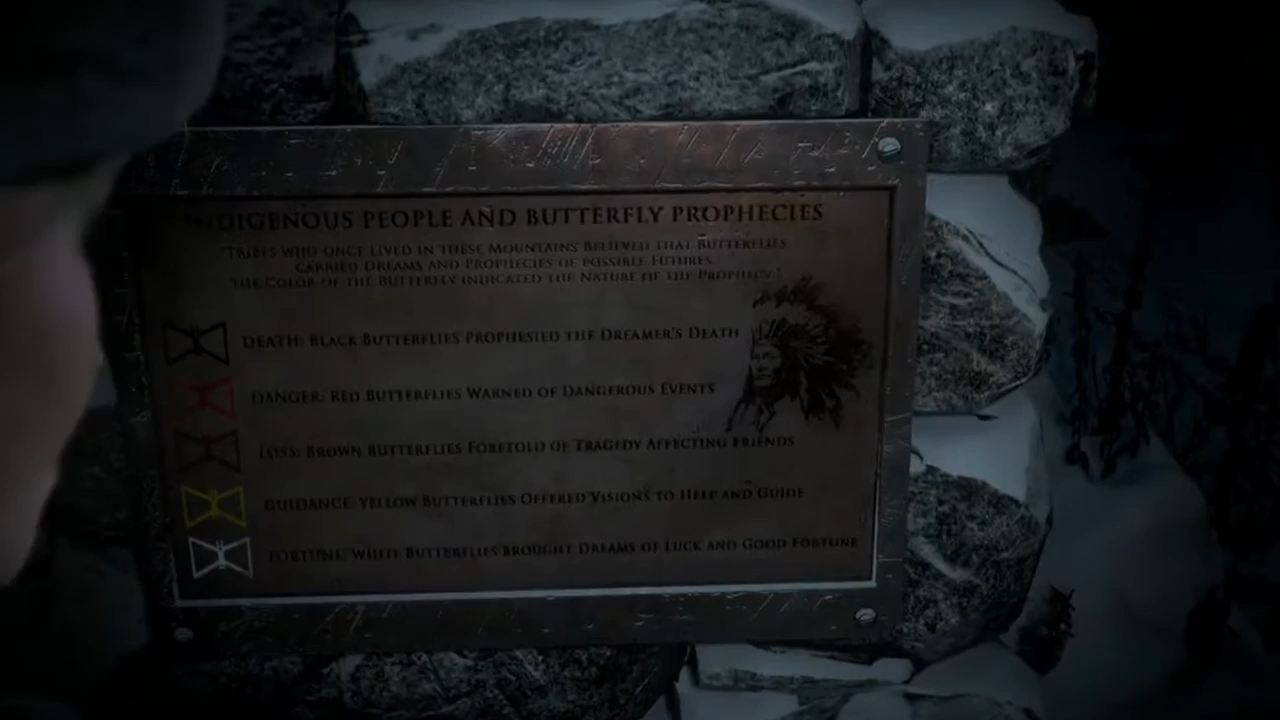 INDIGENOUS PEOPLE AND BUTTERFLY PROPHECIES
"TRIBES WHO ONCE LIVED IN THESE MOUNTAINS BELIEVED THAT BUTTERFLIES
CARRIED DREAMS AND PROPHECIES OF POSSIBLE FUTURES.
THE COLOR OF THE BUTTERFLY INDICATED THE NATURE OF THE PROPHECY."
DEATH: BLACK BUTTERFLIES PROPHESIED THE DREAMER'S DEATH
DANGER: RED BUTTERFLIES WARNED OF DANGEROUS EVENTS
LOSS: BROWN BUTTERFLIES FORETOLD OF TRAGEDY AFFECTING FRIENDS
GUIDANCE: YELLOW BUTTERFLIES OFFERED VISIONS TO HELP AND GUIDE
FORTUNE: WHITE BUTTERFLIES BROUGHT DREAMS OF LUCK AND GOOD FORTUNE